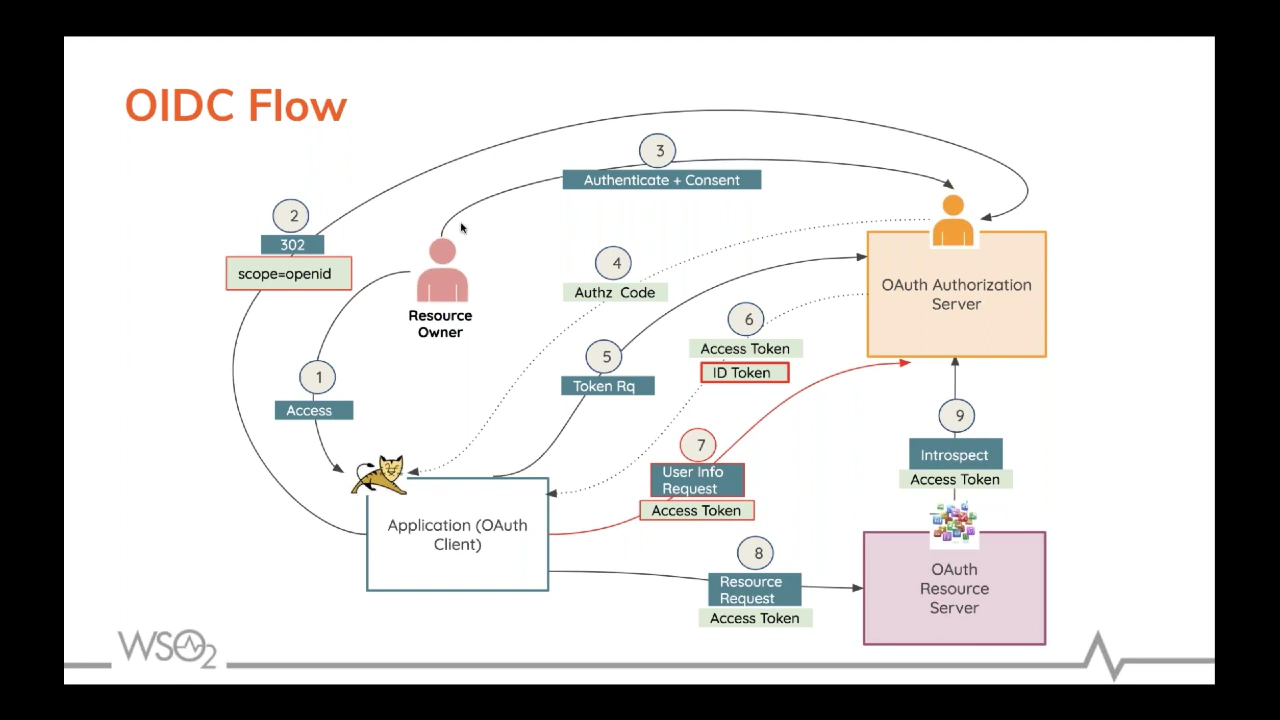 OIDC Flow
3
Authenticate + Consent
2
302
scope=openid
4
Authz Code
OAuth Authorization
Server
Resource
Owner
6
Access Token
ID Token
5
Token Rq
1
Access
9
Introspect
Access Token
7
User Info
Request
Access Token
Application (OAuth
Client)
8
Resource
Request
Access Token
OAuth
Resource
Server
WSO2